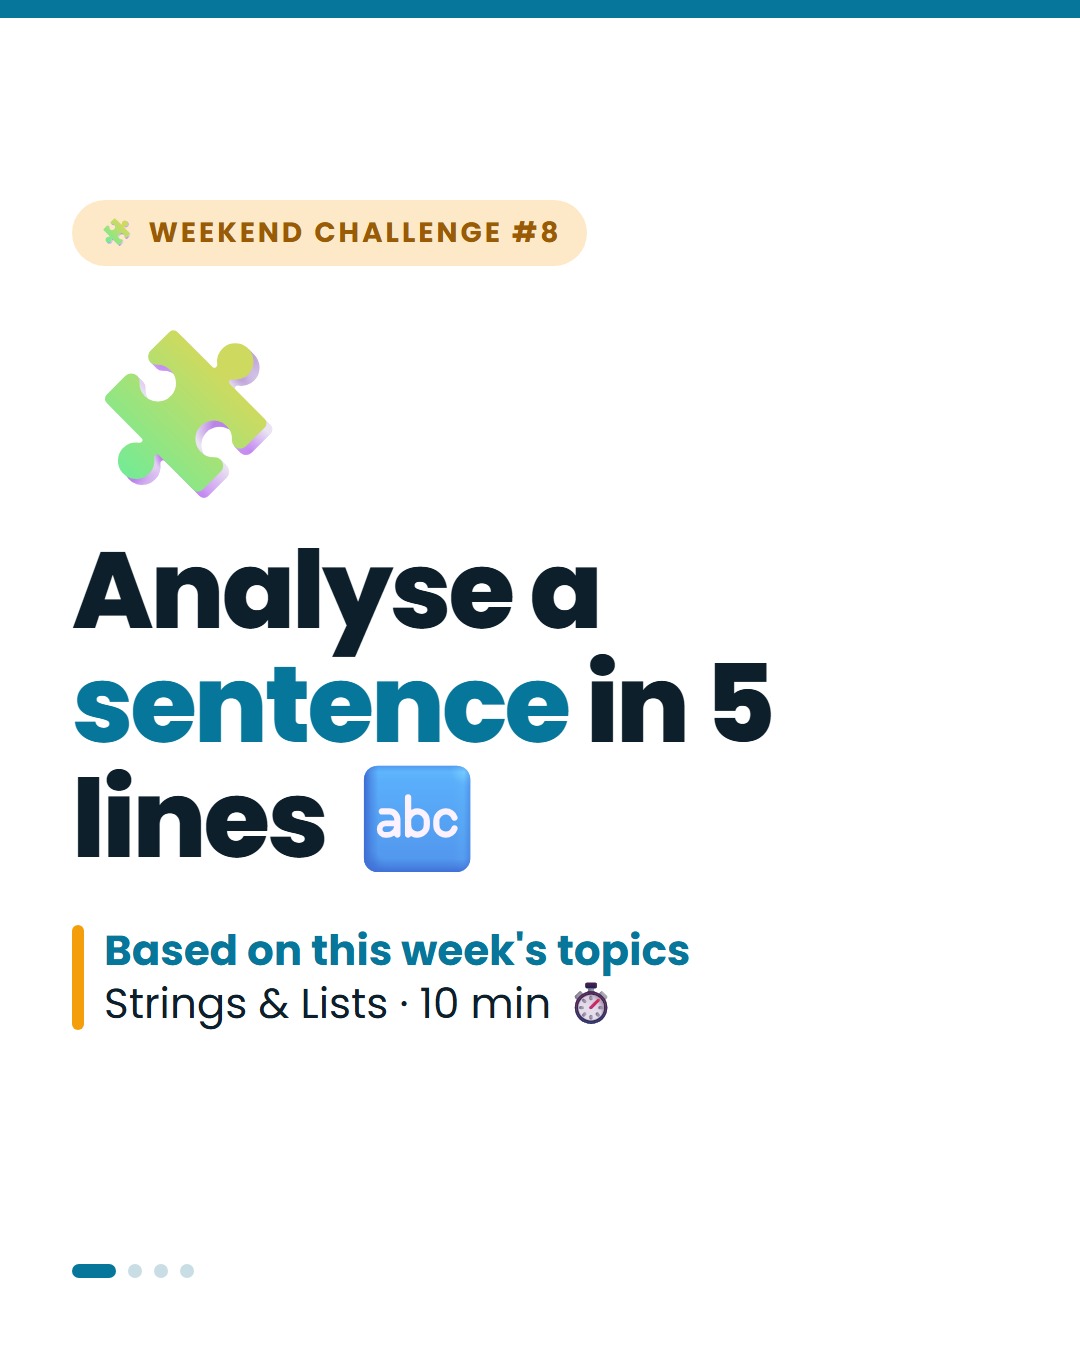 WEEKEND CHALLENGE #8
Analyse a
sentence in 5
lines abc
Based on this week's topics
Strings & Lists · 10 min